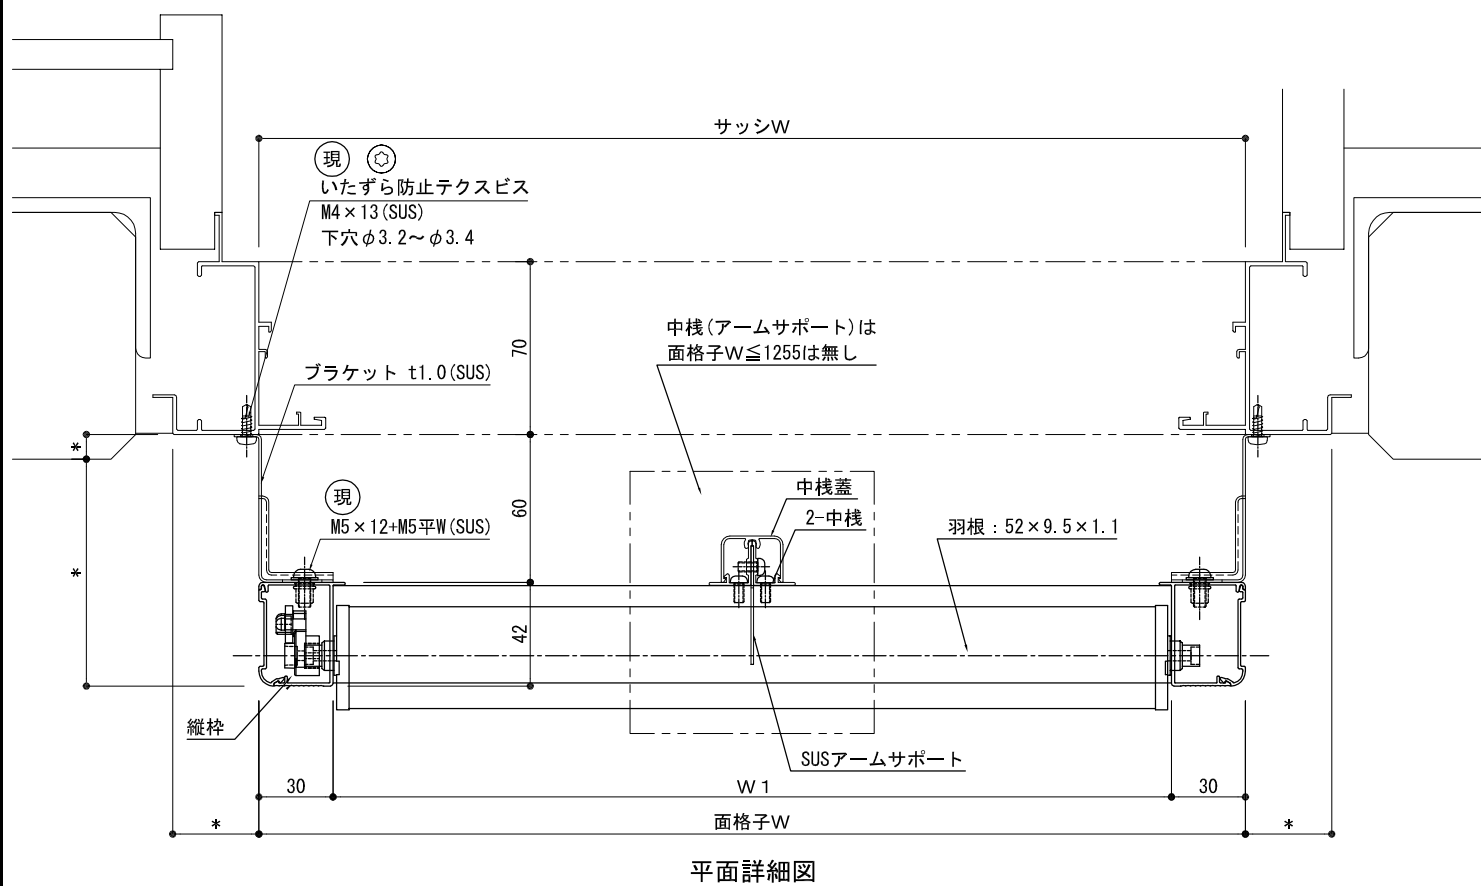 サッシW
現
いたずら防止テクスビス
M4×13(SUS)
下穴φ3.2～φ3.4
70
中桟(アームサポート)は
面格子W≦1255は無し
ブラケット t1.0(SUS)
*
現
M5×12+M5平W(SUS)
60
中桟蓋
2-中桟
羽根：52×9.5×1.1
*
42
縦枠
SUSアームサポート
30
W1
30
*
面格子W
*
平面詳細図